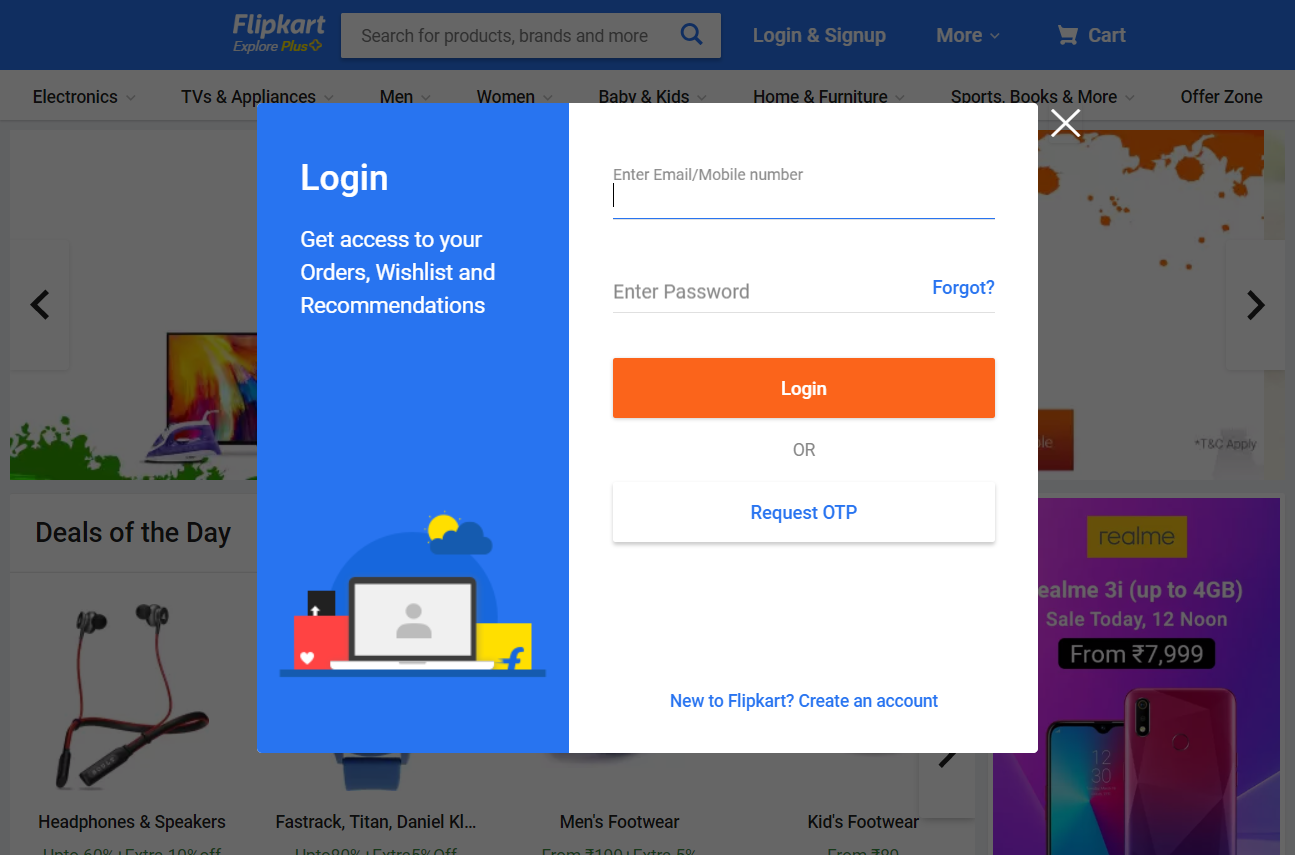 Flipkart
Explore Plus
Search for products, brands and more
Login & Signup
More
Cart
Electronics
TVs & Appliances
Men
Women
Baby & Kids
Home & Furniture
Sports, Books & More
Offer Zone
Login
Get access to your
Orders, Wishlist and
Recommendations
Enter Email/Mobile number
Enter Password
Forgot?
Login
OR
Request OTP
New to Flipkart? Create an account
*T&C Apply
Deals of the Day
realme
ealme 3i (up to 4GB)
Sale Today, 12 Noon
From ₹7,999
12
30
Headphones & Speakers
Fastrack, Titan, Daniel Kl...
Men's Footwear
Kid's Footwear
Upto 60%+Extra 10%off
Upto80%+Extra5%Off
From ₹199+Extra 5%
From ₹89